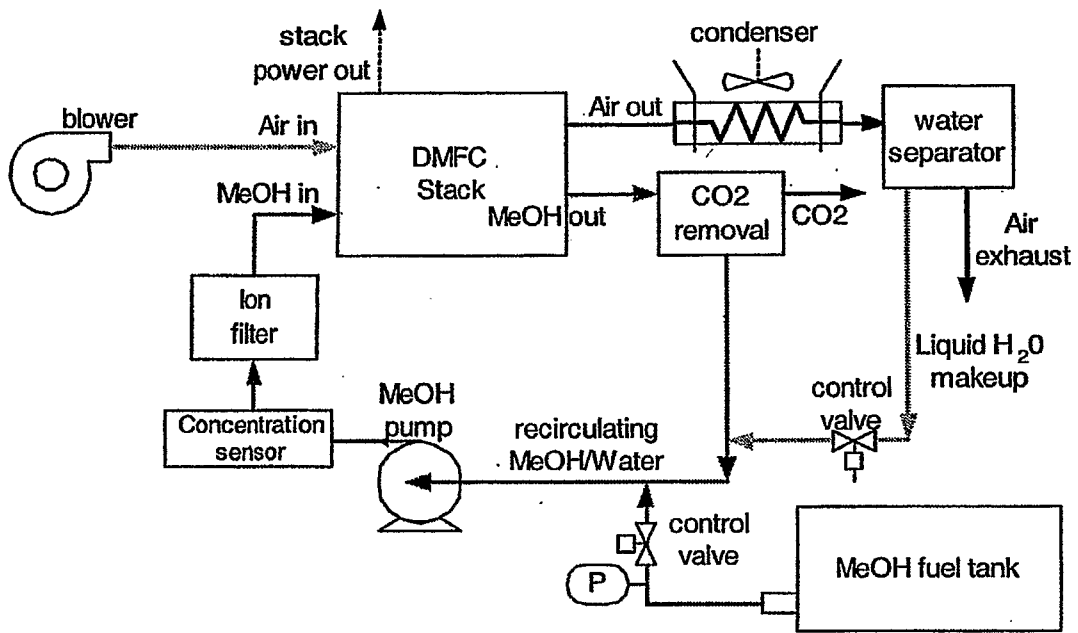 stack
power out
condenser
blower
Air in
Air out
DMFC
Stack
water
separator
MeOH in
MeOH out
CO2
removal
CO2
Air
exhaust
Ion
filter
Liquid H20
makeup
control
valve
MeOH
pump
Concentration
sensor
recirculating
MeOH/Water
control
valve
P
MeOH fuel tank